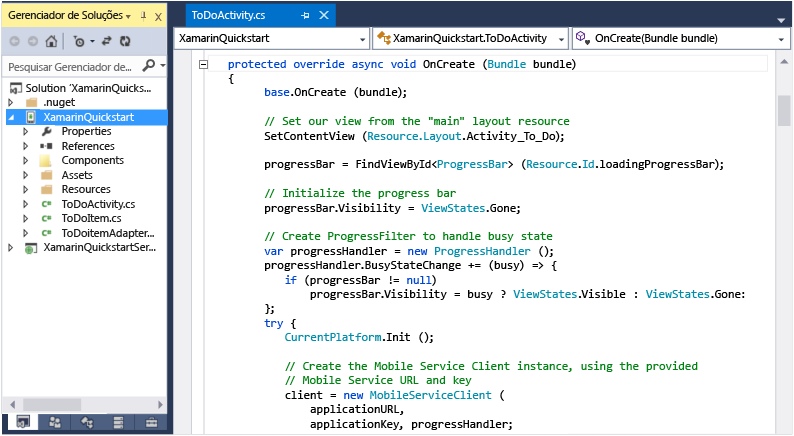 Gerenciador de Soluções
Pesquisar Gerenciador de...
Solution 'XamarinQuicks...
.nuget
XamarinQuickstart
Properties
References
Components
Assets
Resources
ToDoActivity.cs
ToDoItem.cs
ToDoitemAdapter...
XamarinQuickstartSer...
ToDoActivity.cs
XamarinQuickstart
XamarinQuickstart.ToDoActivity
OnCreate(Bundle bundle)
protected override async void OnCreate (Bundle bundle)
{
base.OnCreate (bundle);
// Set our view from the "main" layout resource
SetContentView (Resource.Layout.Activity_To_Do);
progressBar = FindViewById<ProgressBar> (Resource.Id.loadingProgressBar);
// Initialize the progress bar
progressBar.Visibility = ViewStates.Gone;
// Create ProgressFilter to handle busy state
var progressHandler = new ProgressHandler ();
progressHandler.BusyStateChange += (busy) => {
if (progressBar != null)
progressBar.Visibility = busy ? ViewStates.Visible : ViewStates.Gone:
};
try {
CurrentPlatform.Init ();
// Create the Mobile Service Client instance, using the provided
// Mobile Service URL and key
client = new MobileServiceClient (
applicationURL,
applicationKey, progressHandler;